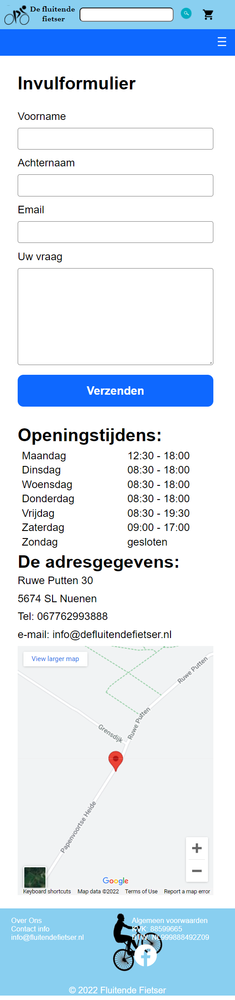 De fluitende
fietser
Invulformulier
Voorname
Achternaam
Email
Uw vraag
Verzenden
Openingstijdens:
Maandag 12:30 - 18:00
Dinsdag 08:30 - 18:00
Woensdag 08:30 - 18:00
Donderdag 08:30 - 18:00
Vrijdag 08:30 - 19:30
Zaterdag 09:00 - 17:00
Zondag gesloten
De adresgegevens:
Ruwe Putten 30
5674 SL Nuenen
Tel: 067762993888
e-mail: info@defluitendefietser.nl
View larger map
Ruwe Putten
Ruwe Putten
Grensdijk
Papenvoortse Heide
Google
Keyboard shortcuts Map data ©2022 Terms of Use Report a map error
Over Ons Algemeen voorwaarden
Contact info KVK: 88599665
info@fluitendefietser.nl BTW: NL999888492Z09
© 2022 Fluitende Fietser